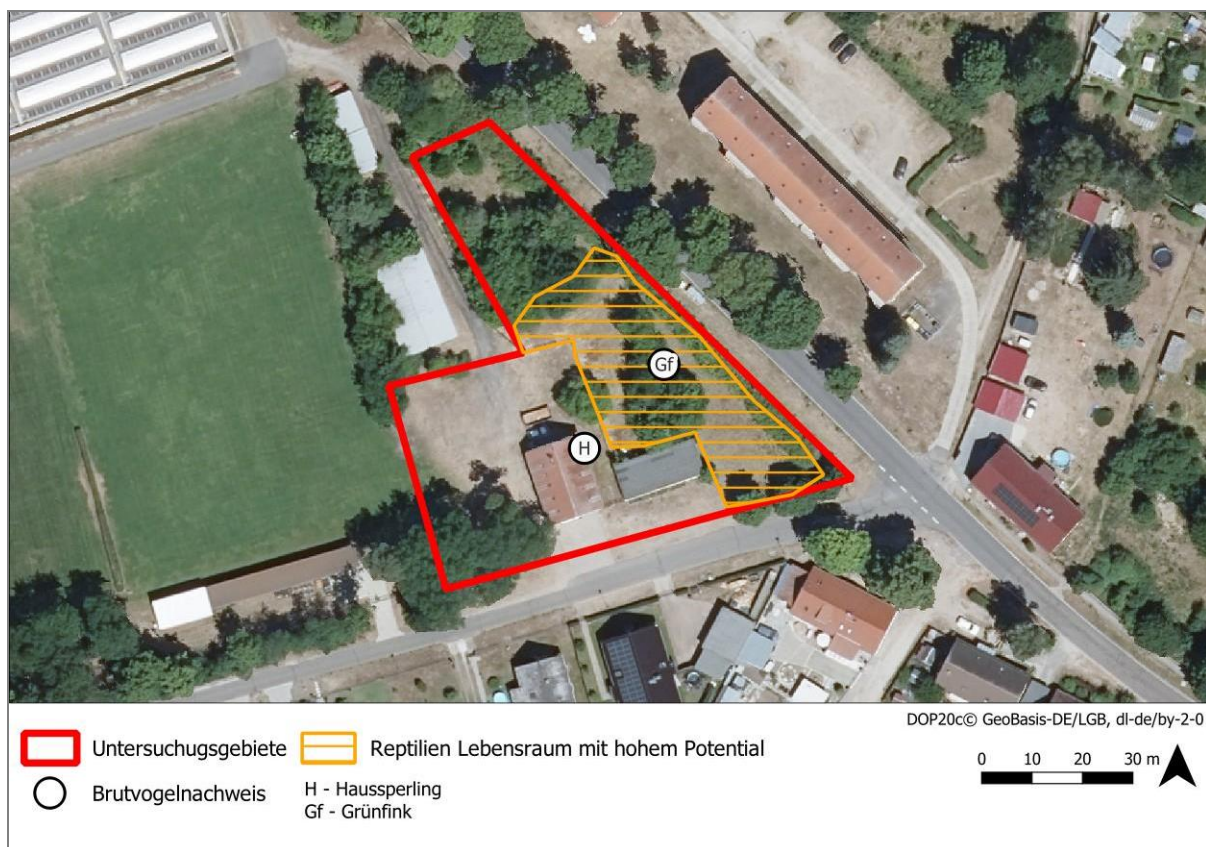 Gf
H
DOP20c© GeoBasis-DE/LGB, dl-de/by-2-0
Untersuchugsgebiete
Reptilien Lebensraum mit hohem Potential
0 10 20 30 m
Brutvogelnachweis
H - Haussperling
Gf - Grünfink